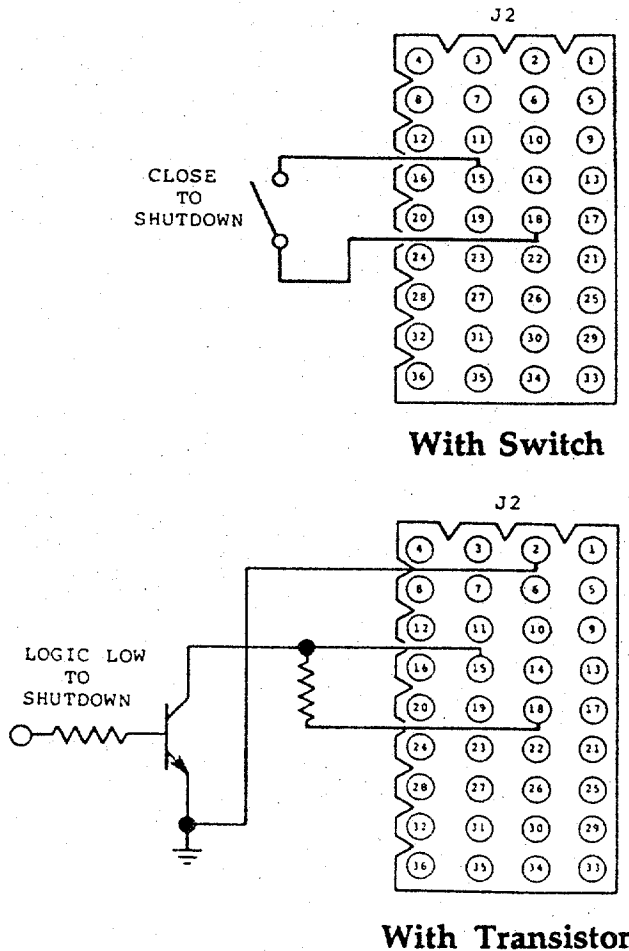 J2
4 3 2 1
8 7 6 5
12 11 10 9
16 15 14 13
20 19 18 17
24 23 22 21
28 27 26 25
32 31 30 29
36 35 34 33
CLOSE
TO
SHUTDOWN
With Switch
J2
4 3 2 1
8 7 6 5
12 11 10 9
16 15 14 13
20 19 18 17
24 23 22 21
28 27 26 25
32 31 30 29
36 35 34 33
LOGIC LOW
TO
SHUTDOWN
With Transistor